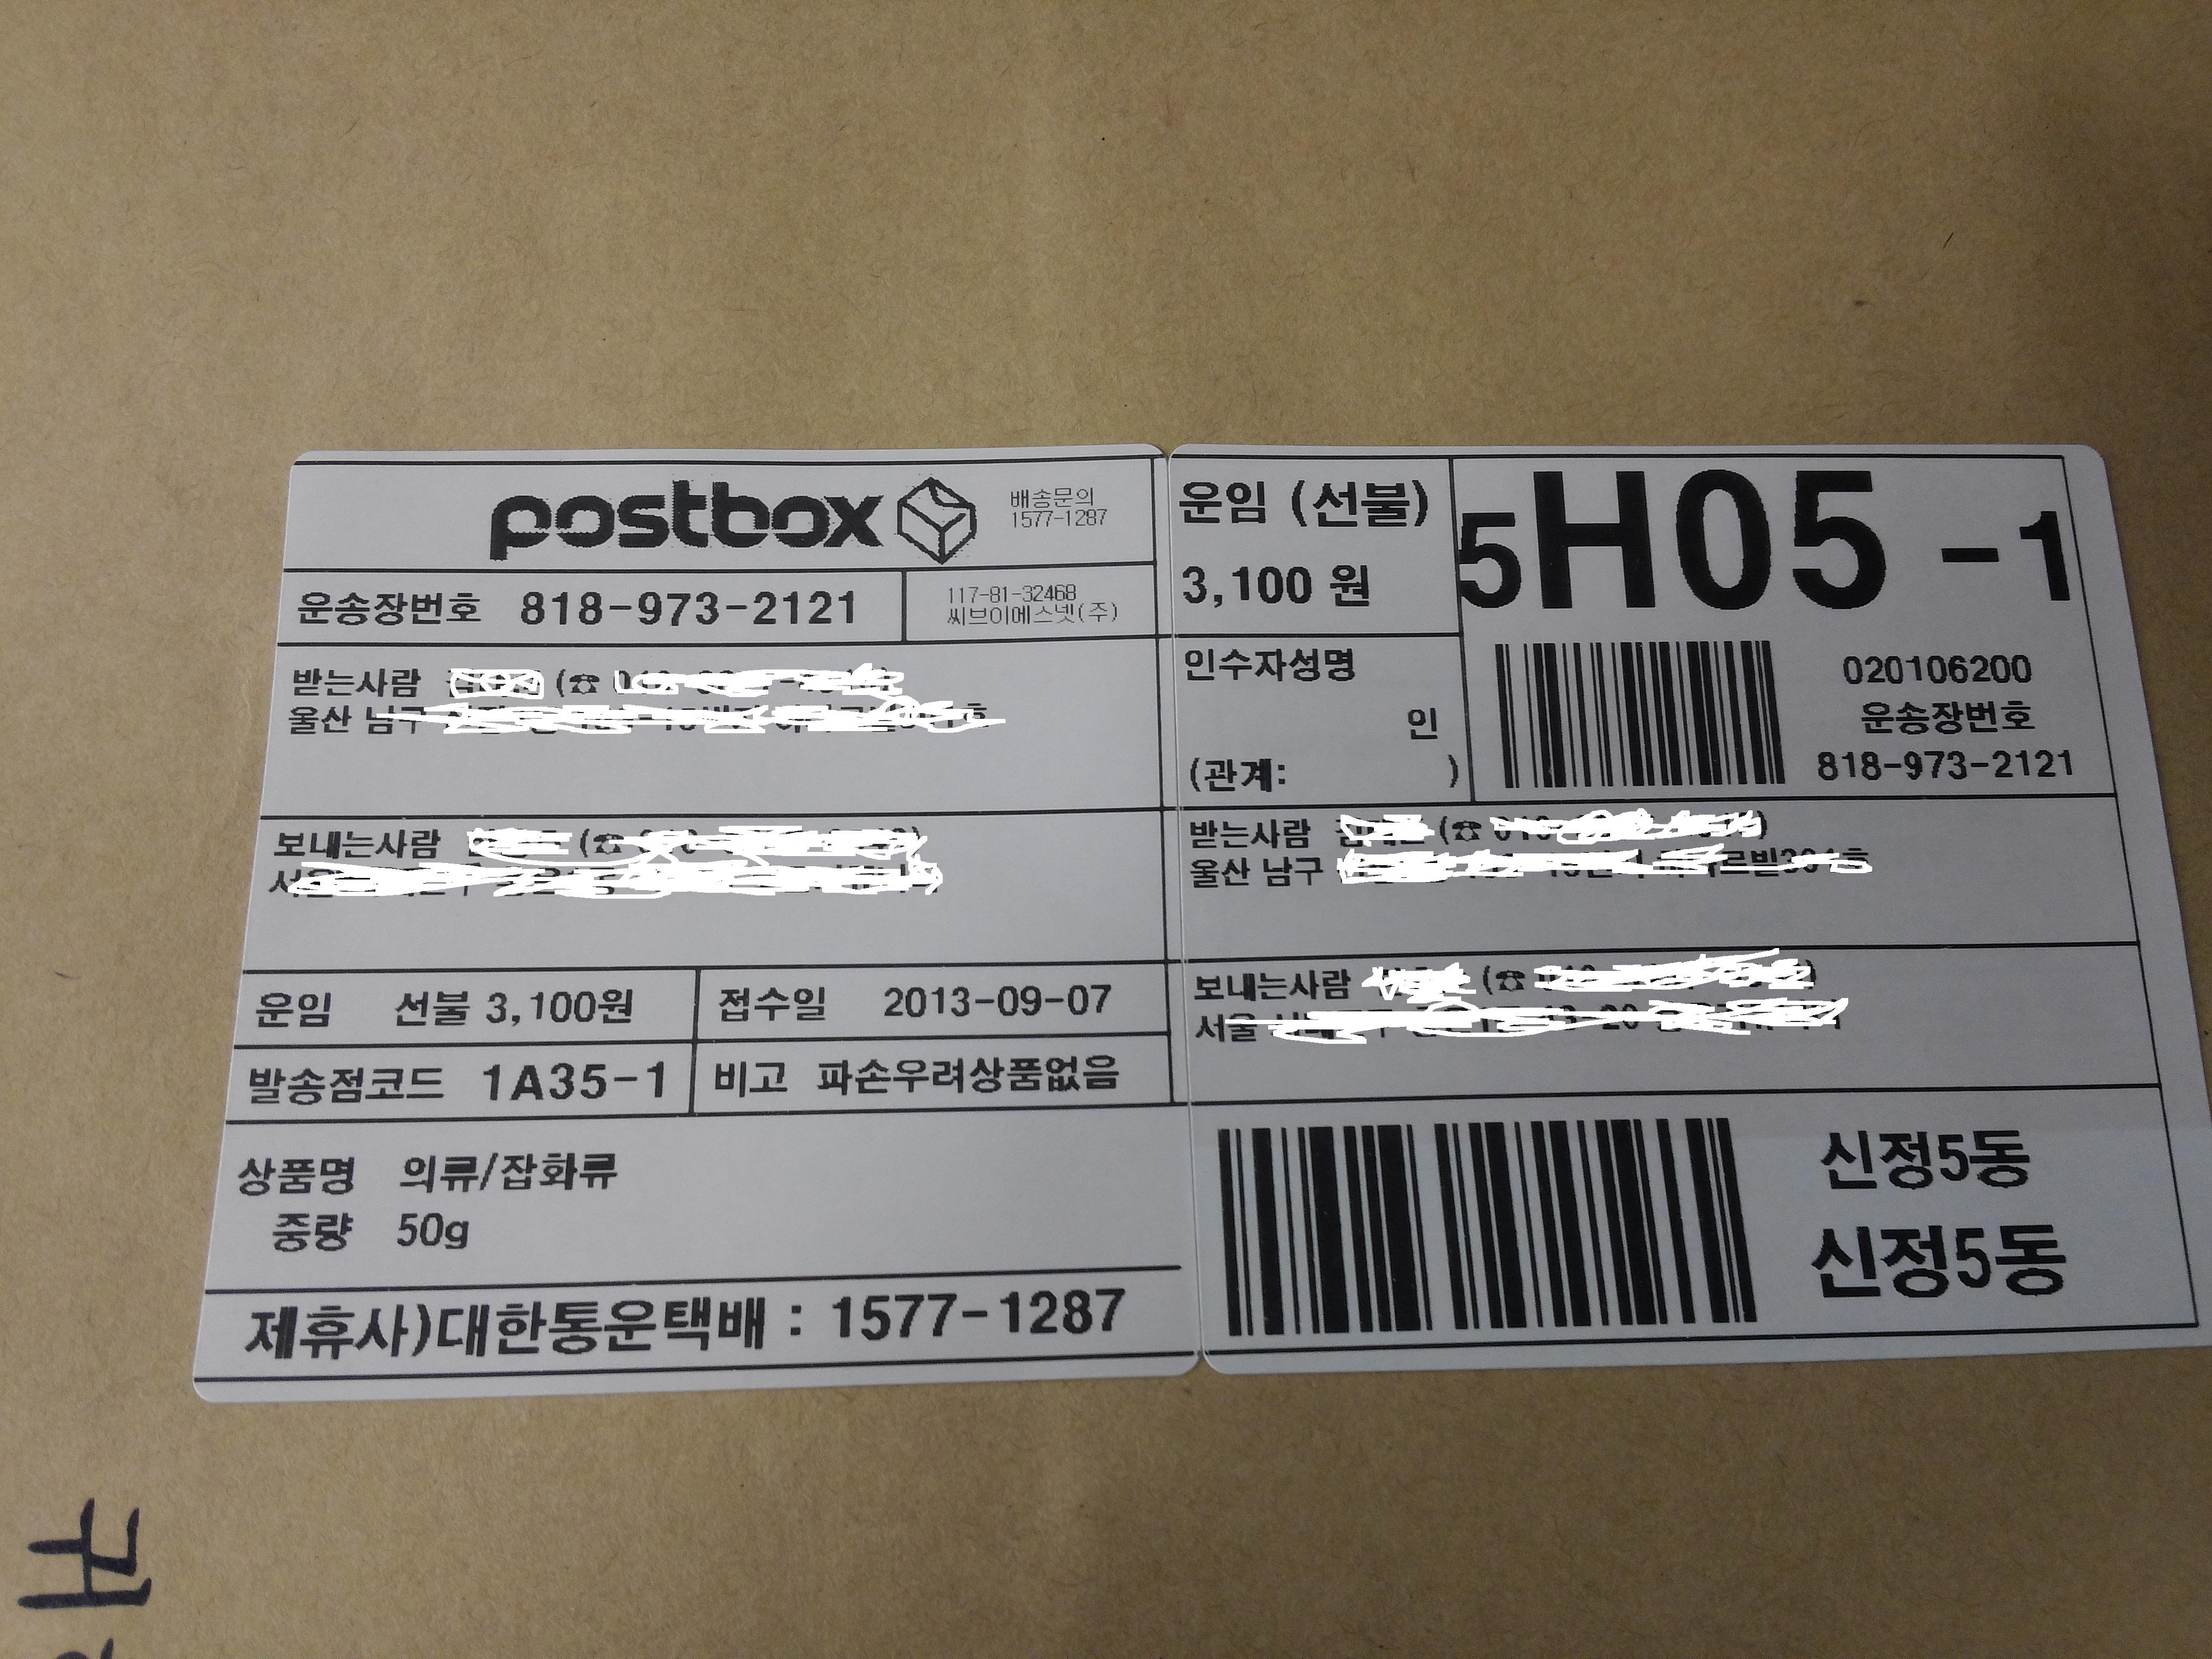 postbox
배송문의
1577-1287
운송장번호 818-973-2121
117-81-32468
씨브이에스넷(주)
받는사람
울산 남구
보내는사람
운임 선불 3,100원
접수일 2013-09-07
발송점코드 1A35-1
비고 파손우려상품없음
상품명 의류/잡화류
중량 50g
제휴사)대한통운택배 : 1577-1287
운임 (선불)
3,100 원
5H05-1
인수자성명
인
(관계: )
020106200
운송장번호
818-973-2121
받는사람
울산 남구
보내는사람
서울
신정5동
신정5동